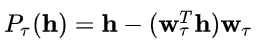 P_τ(𝐡) = 𝐡 − (𝐰_τ^T 𝐡)𝐰_τ